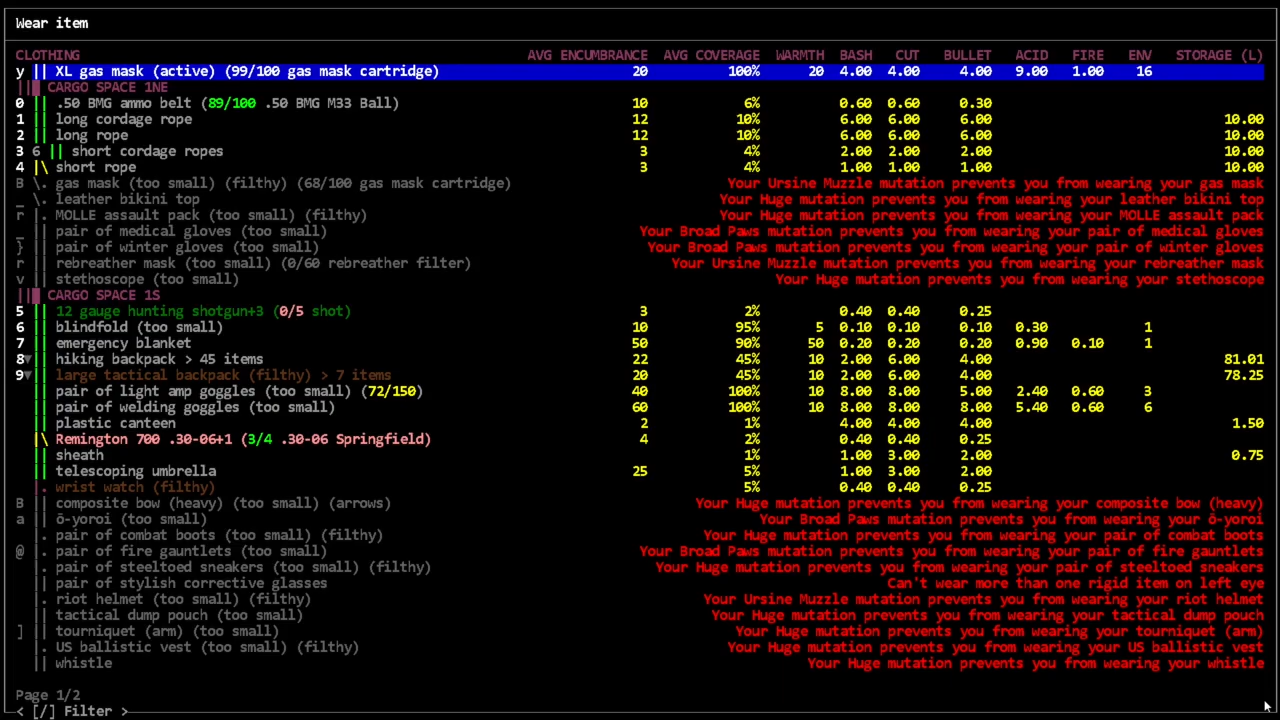 Wear item
CLOTHING AVG ENCUMBRANCE AVG COVERAGE WARMTH BASH CUT BULLET ACID FIRE ENV STORAGE (L)
y || XL gas mask (active) (99/100 gas mask cartridge) 20 100% 20 4.00 4.00 4.00 9.00 1.00 16
CARGO SPACE 1NE
0 || .50 BMG ammo belt (89/100 .50 BMG M33 Ball) 10 6% 0.60 0.60 0.30
1 || long cordage rope 12 10% 6.00 6.00 6.00 10.00
2 || long rope 12 10% 6.00 6.00 6.00 10.00
3 6 || short cordage ropes 3 4% 2.00 2.00 2.00 10.00
4 |\ short rope 3 4% 1.00 1.00 1.00 10.00
B \. gas mask (too small) (filthy) (68/100 gas mask cartridge) Your Ursine Muzzle mutation prevents you from wearing your gas mask
_ \. leather bikini top Your Huge mutation prevents you from wearing your leather bikini top
r |. MOLLE assault pack (too small) (filthy) Your Huge mutation prevents you from wearing your MOLLE assault pack
_ || pair of medical gloves (too small) Your Broad Paws mutation prevents you from wearing your pair of medical gloves
} || pair of winter gloves (too small) Your Broad Paws mutation prevents you from wearing your pair of winter gloves
r || rebreather mask (too small) (0/60 rebreather filter) Your Ursine Muzzle mutation prevents you from wearing your rebreather mask
v || stethoscope (too small) Your Huge mutation prevents you from wearing your stethoscope
CARGO SPACE 1S
5 || 12 gauge hunting shotgun+3 (0/5 shot) 3 2% 0.40 0.40 0.25
6 || blindfold (too small) 10 95% 5 0.10 0.10 0.10 0.30 1
7 || emergency blanket 50 90% 50 0.20 0.20 0.20 0.90 0.10 1
8▼|| hiking backpack > 45 items 22 45% 10 2.00 6.00 4.00 81.01
9▼|| large tactical backpack (filthy) > 7 items 20 45% 10 2.00 6.00 4.00 78.25
|| pair of light amp goggles (too small) (72/150) 40 100% 10 8.00 8.00 5.00 2.40 0.60 3
|| pair of welding goggles (too small) 60 100% 10 8.00 8.00 8.00 5.40 0.60 6
|| plastic canteen 2 1% 4.00 4.00 4.00 1.50
|\ Remington 700 .30-06+1 (3/4 .30-06 Springfield) 4 2% 0.40 0.40 0.25
|| sheath 1% 1.00 3.00 2.00 0.75
|| telescoping umbrella 25 5% 1.00 3.00 2.00
|. wrist watch (filthy) 5% 0.40 0.40 0.25
B || composite bow (heavy) (too small) (arrows) Your Huge mutation prevents you from wearing your composite bow (heavy)
a || ō-yoroi (too small) Your Broad Paws mutation prevents you from wearing your ō-yoroi
|. pair of combat boots (too small) (filthy) Your Huge mutation prevents you from wearing your pair of combat boots
@ |. pair of fire gauntlets (too small) Your Broad Paws mutation prevents you from wearing your pair of fire gauntlets
|. pair of steeltoed sneakers (too small) (filthy) Your Huge mutation prevents you from wearing your pair of steeltoed sneakers
|| pair of stylish corrective glasses Can't wear more than one rigid item on left eye
|. riot helmet (too small) (filthy) Your Ursine Muzzle mutation prevents you from wearing your riot helmet
|| tactical dump pouch (too small) Your Huge mutation prevents you from wearing your tactical dump pouch
] || tourniquet (arm) (too small) Your Huge mutation prevents you from wearing your tourniquet (arm)
|. US ballistic vest (too small) (filthy) Your Huge mutation prevents you from wearing your US ballistic vest
|| whistle Your Huge mutation prevents you from wearing your whistle
Page 1/2
< [/] Filter >